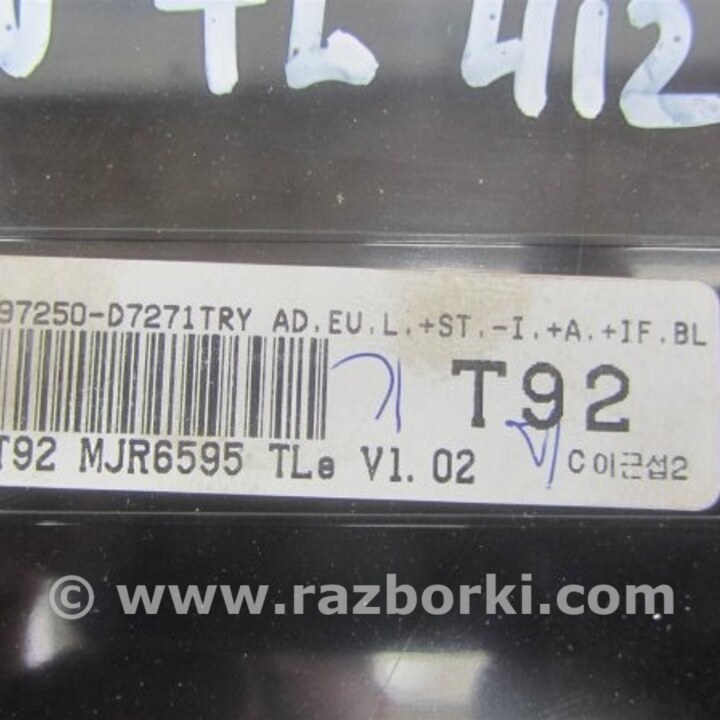 TL 412
97250-D7271TRY AD.EU.L.+ST.-I.+A.+IF.BL
T92
T92 MJR6595 TLe V1.02
C 이근섭2
© www.razborki.com